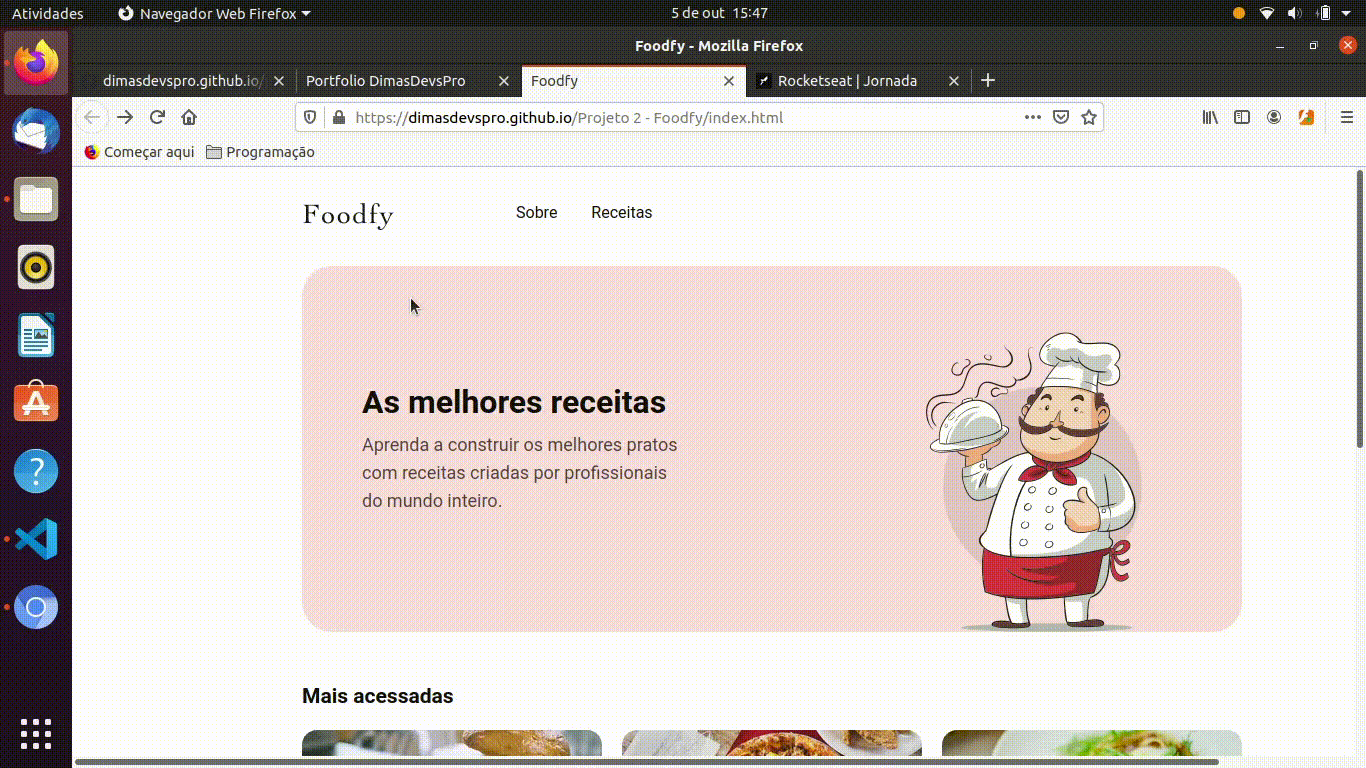 Atividades
Navegador Web Firefox
5 de out 15:47
Foodfy - Mozilla Firefox
dimasdevspro.github.io/
Portfolio DimasDevsPro
Foodfy
Rocketseat | Jornada
https://dimasdevspro.github.io/Projeto 2 - Foodfy/index.html
Começar aqui
Programação
Foodfy
Sobre
Receitas
As melhores receitas
Aprenda a construir os melhores pratos
com receitas criadas por profissionais
do mundo inteiro.
Mais acessadas